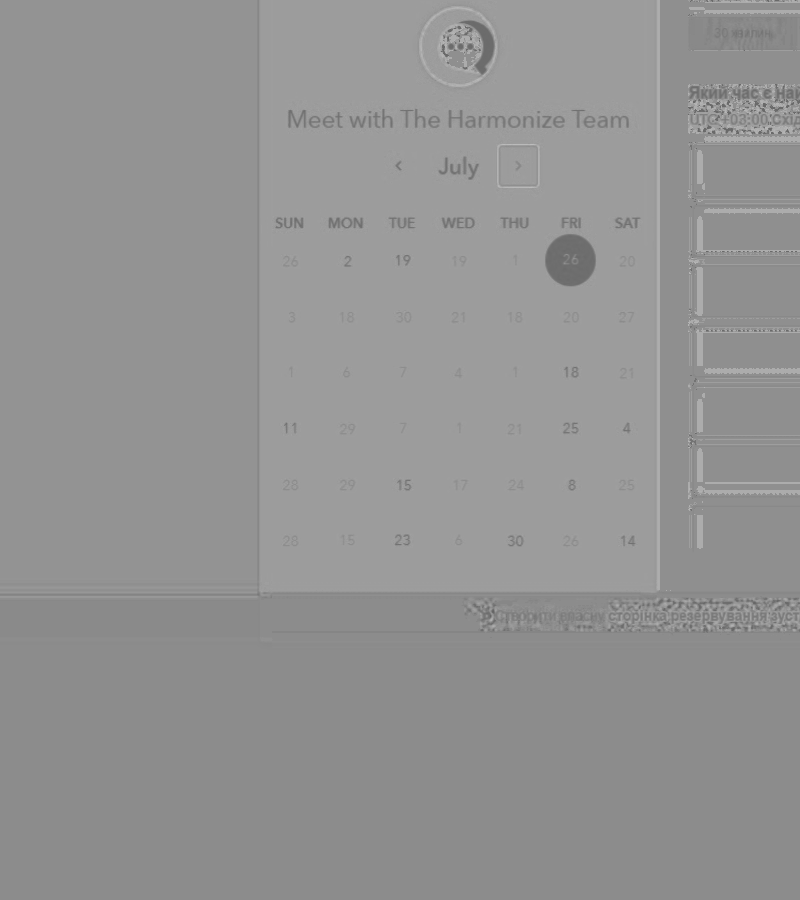 30 хвилин
Meet with The Harmonize Team
July
SUN MON TUE WED THU FRI SAT
26 2 19 19 1 26 20
3 18 30 21 18 20 27
1 6 7 4 1 18 21
11 29 7 1 21 25 4
28 29 15 17 24 8 25
28 15 23 6 30 26 14
Який час є най
UTC +03:00 Схід
Створити власну сторінка резервування зуст